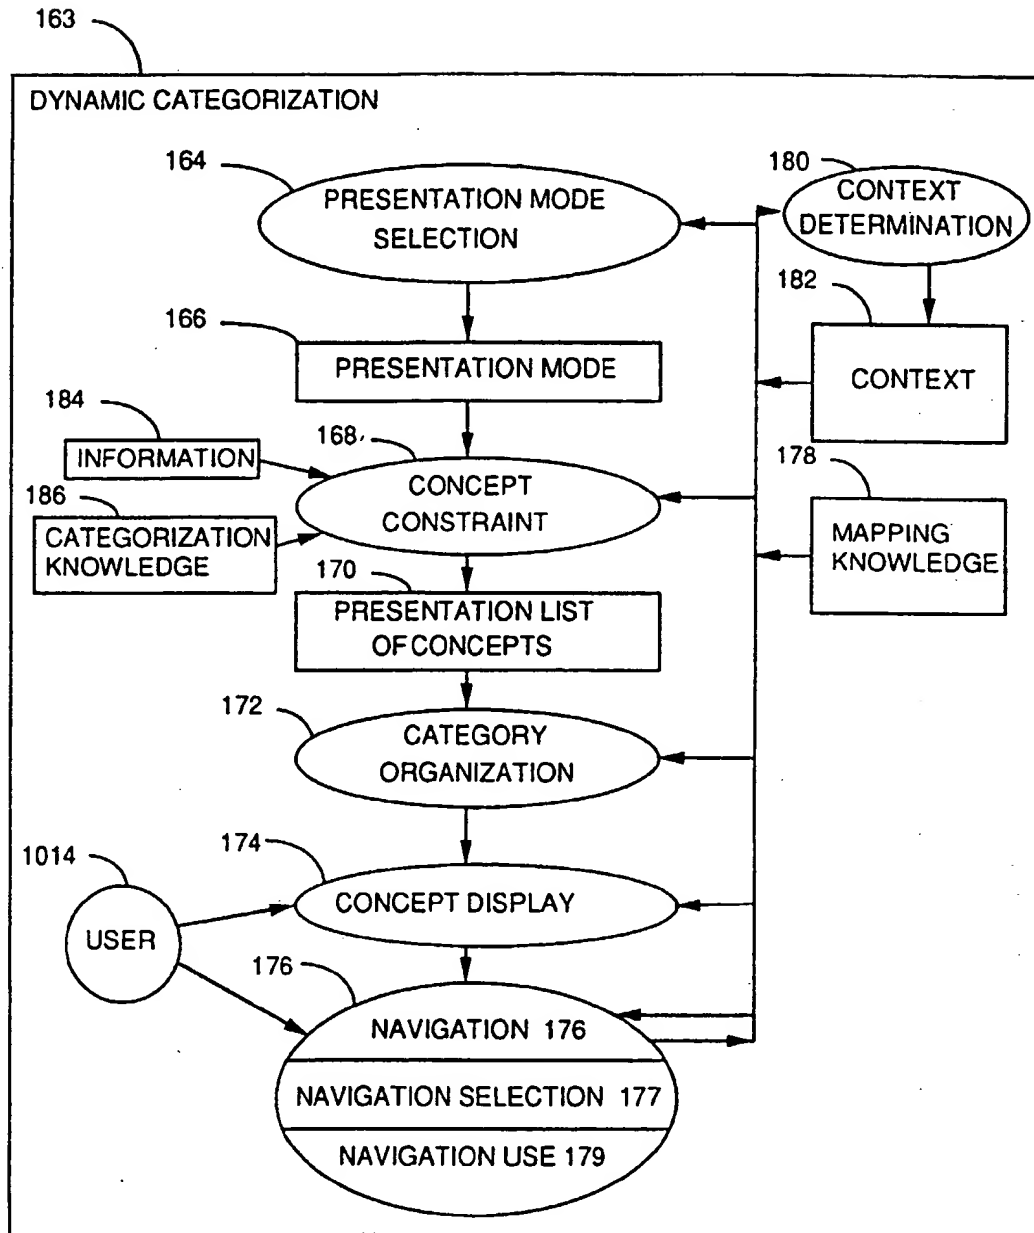 163
DYNAMIC CATEGORIZATION
164
PRESENTATION MODE
SELECTION
180
CONTEXT
DETERMINATION
166
PRESENTATION MODE
182
CONTEXT
184
INFORMATION
168
CONCEPT
CONSTRAINT
178
MAPPING
KNOWLEDGE
186
CATEGORIZATION
KNOWLEDGE
170
PRESENTATION LIST
OF CONCEPTS
172
CATEGORY
ORGANIZATION
174
CONCEPT DISPLAY
1014
USER
176
NAVIGATION 176
NAVIGATION SELECTION 177
NAVIGATION USE 179